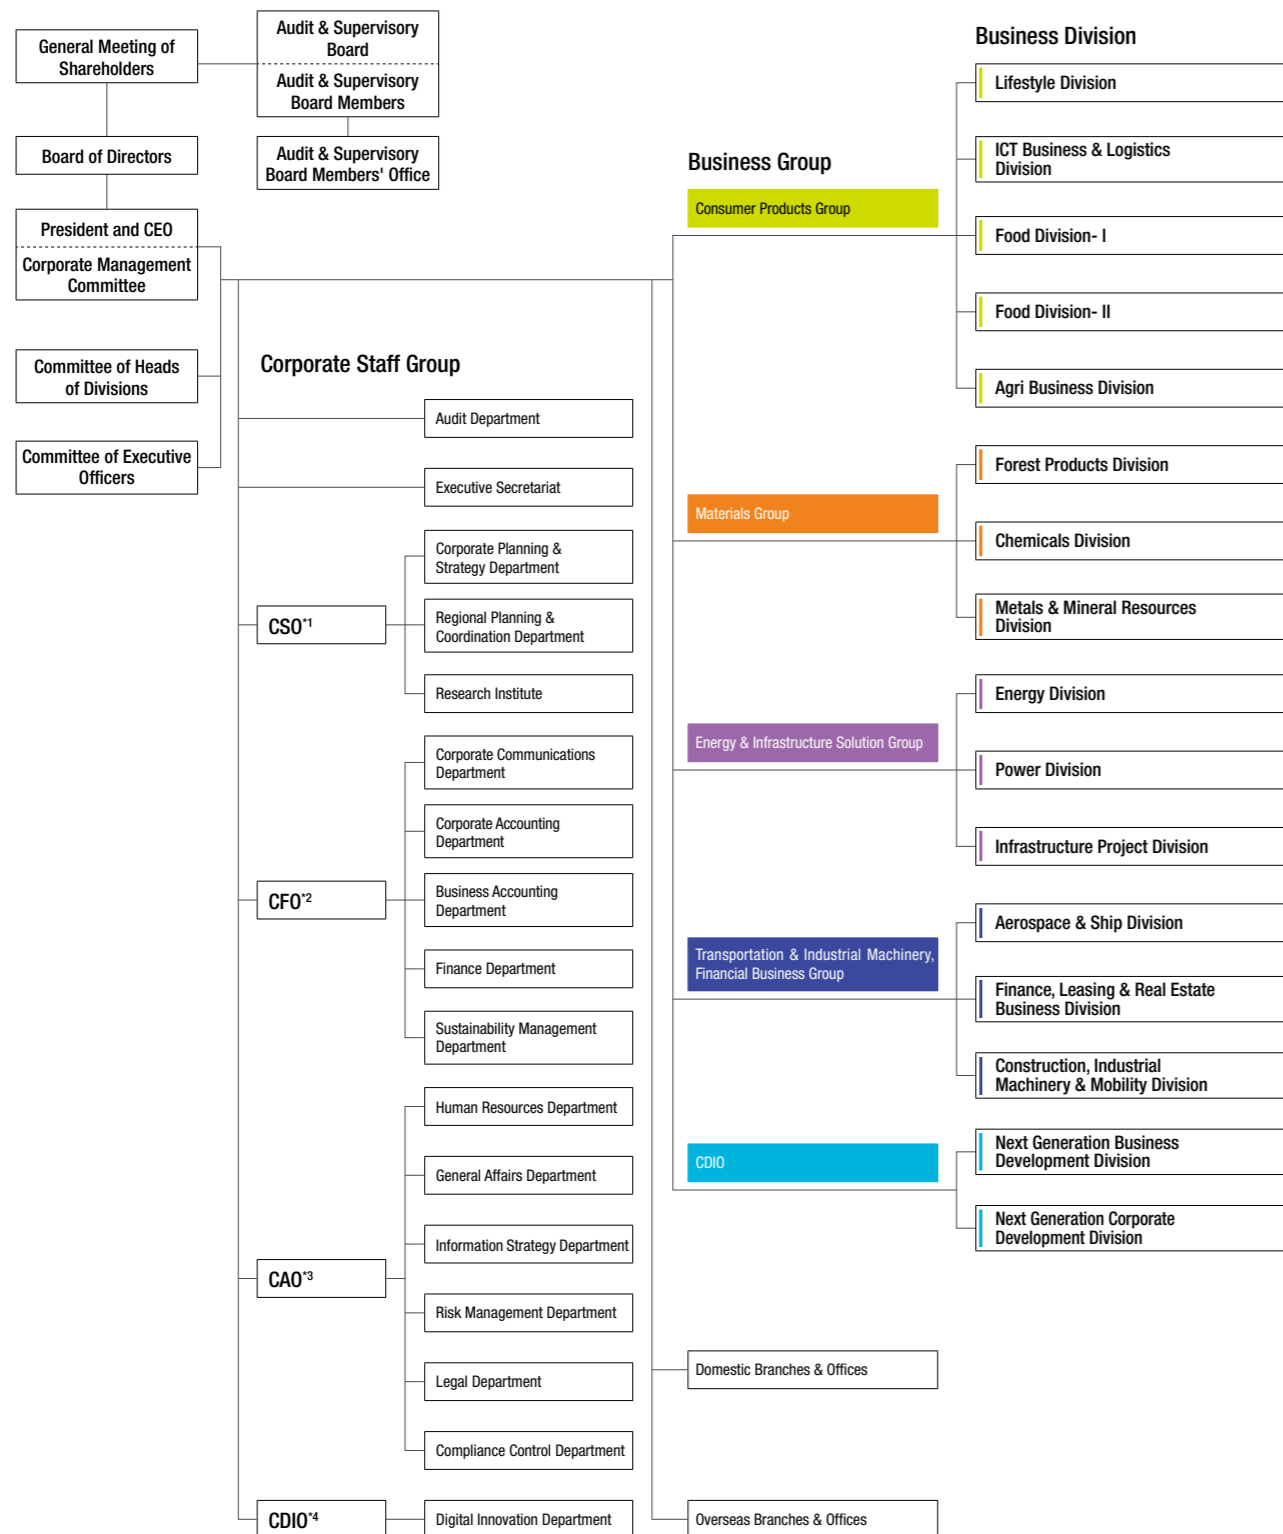 General Meeting of
Shareholders
Audit & Supervisory
Board
Audit & Supervisory
Board Members
Board of Directors
Audit & Supervisory
Board Members' Office
President and CEO
Corporate Management
Committee
Committee of Heads
of Divisions
Committee of Executive
Officers
Corporate Staff Group
Audit Department
Executive Secretariat
CSO*1
Corporate Planning &
Strategy Department
Regional Planning &
Coordination Department
Research Institute
CFO*2
Corporate Communications
Department
Corporate Accounting
Department
Business Accounting
Department
Finance Department
Sustainability Management
Department
CAO*3
Human Resources Department
General Affairs Department
Information Strategy Department
Risk Management Department
Legal Department
Compliance Control Department
CDIO*4
Digital Innovation Department
Business Group
Business Division
Consumer Products Group
Lifestyle Division
ICT Business & Logistics
Division
Food Division- I
Food Division- II
Agri Business Division
Materials Group
Forest Products Division
Chemicals Division
Metals & Mineral Resources
Division
Energy & Infrastructure Solution Group
Energy Division
Power Division
Infrastructure Project Division
Transportation & Industrial Machinery,
Financial Business Group
Aerospace & Ship Division
Finance, Leasing & Real Estate
Business Division
Construction, Industrial
Machinery & Mobility Division
CDIO
Next Generation Business
Development Division
Next Generation Corporate
Development Division
Domestic Branches & Offices
Overseas Branches & Offices